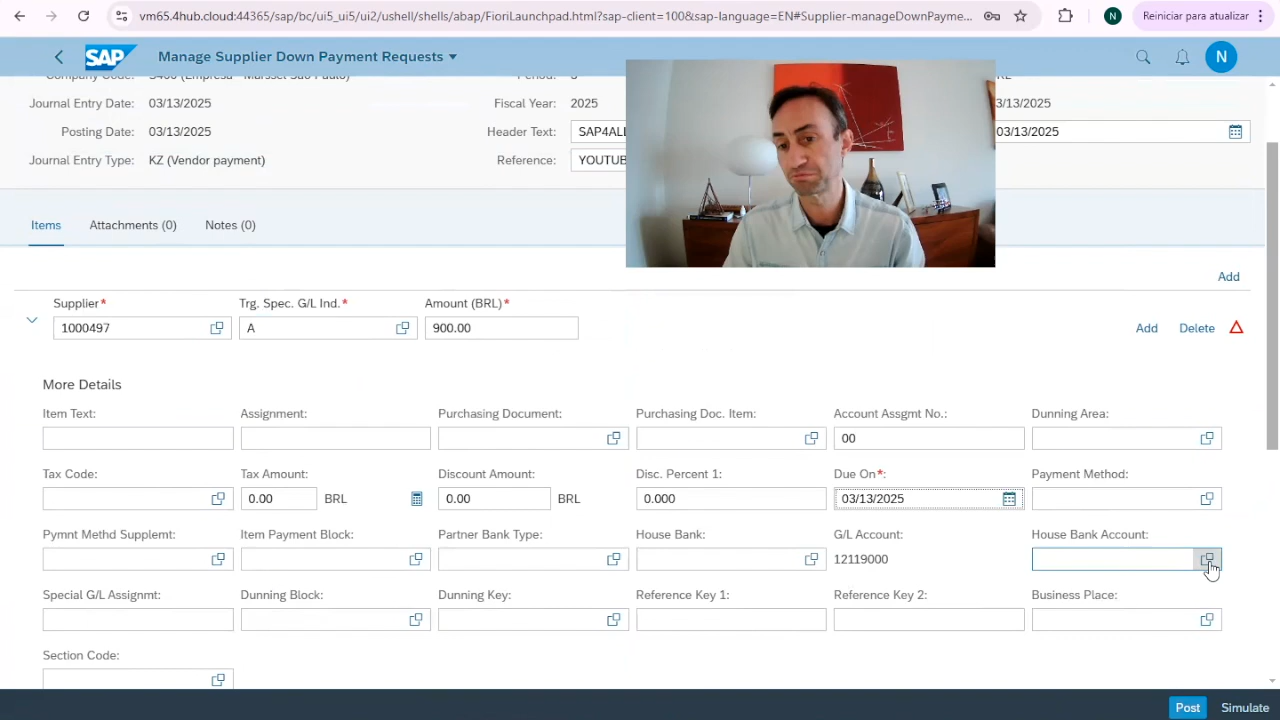 vm65.4hub.cloud:44365/sap/bc/ui5_ui5/ui2/ushell/shells/abap/FioriLaunchpad.html?sap-client=100&sap-language=EN#Supplier-manageDownPayme...
N
Reiniciar para atualizar
SAP Manage Supplier Down Payment Requests
N
Journal Entry Date: 03/13/2025
Fiscal Year: 2025
03/13/2025
Posting Date: 03/13/2025
Header Text: SAP4ALL
03/13/2025
Journal Entry Type: KZ (Vendor payment)
Reference: YOUTUB
Items Attachments (0) Notes (0)
Add
Supplier* Trg. Spec. G/L Ind.* Amount (BRL)*
1000497 A 900.00 Add Delete
More Details
Item Text: Assignment: Purchasing Document: Purchasing Doc. Item: Account Assgmt No.: Dunning Area:
00
Tax Code: Tax Amount: Discount Amount: Disc. Percent 1: Due On*: Payment Method:
0.00 BRL 0.00 BRL 0.000 03/13/2025
Pymnt Methd Supplemt: Item Payment Block: Partner Bank Type: House Bank: G/L Account: House Bank Account:
12119000
Special G/L Assignmt: Dunning Block: Dunning Key: Reference Key 1: Reference Key 2: Business Place:
Section Code:
Post Simulate